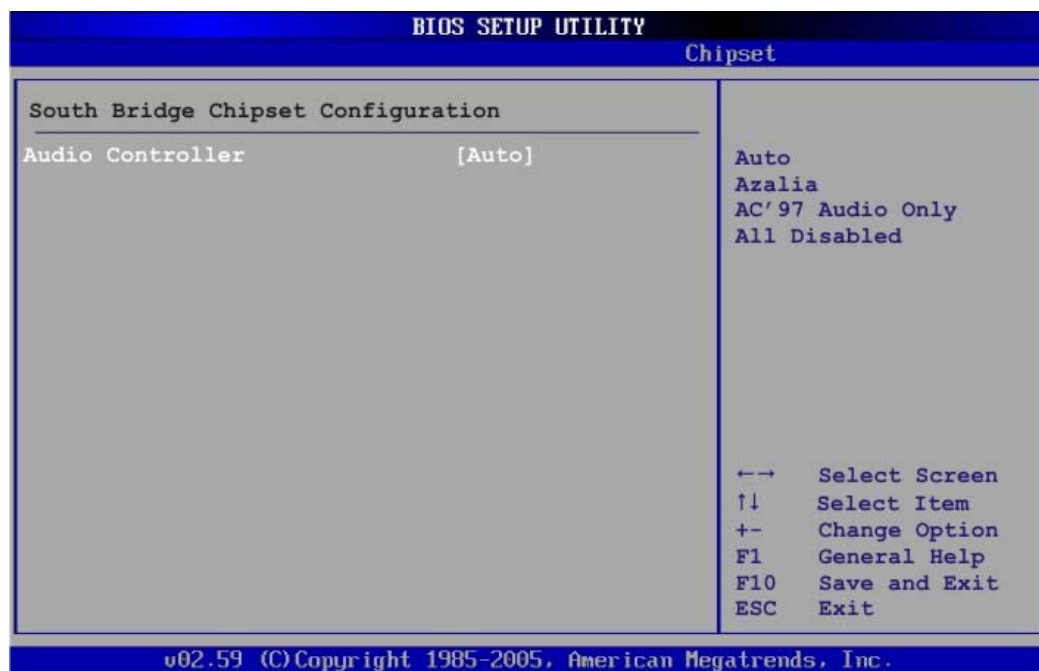 BIOS SETUP UTILITY
Chipset
South Bridge Chipset Configuration
Audio Controller [Auto]
Auto
Azalia
AC'97 Audio Only
All Disabled
←→ Select Screen
↑↓ Select Item
+- Change Option
F1 General Help
F10 Save and Exit
ESC Exit
v02.59 (C)Copyright 1985-2005, American Megatrends, Inc.